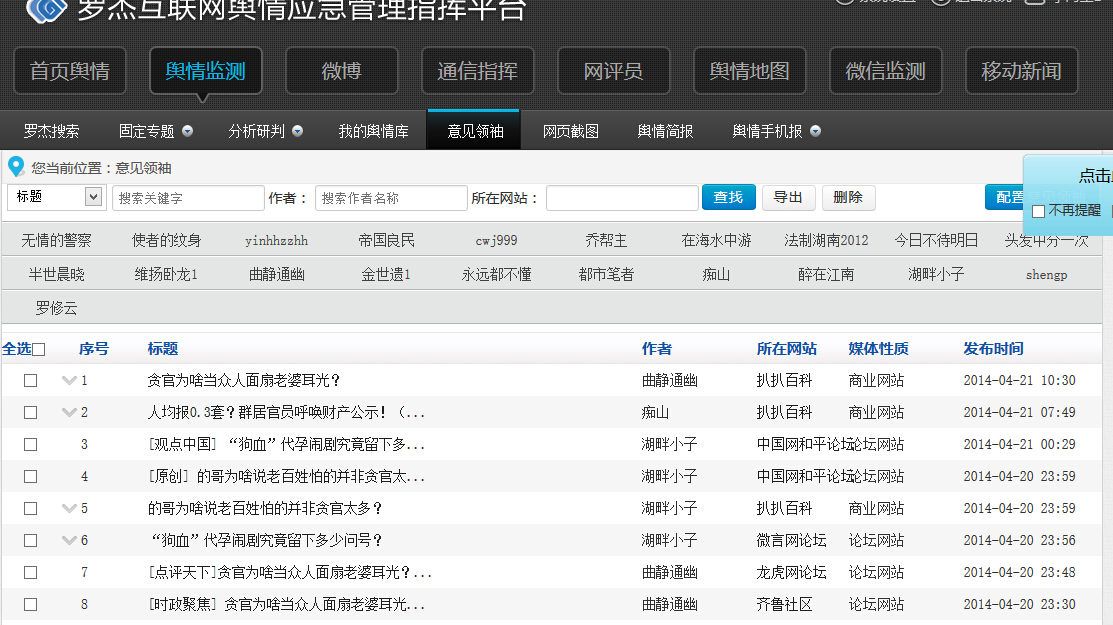 罗杰互联网舆情应急管理指挥平台
首页舆情 舆情监测 微博 通信指挥 网评员 舆情地图 微信监测 移动新闻
罗杰搜索 固定专题 分析研判 我的舆情库 意见领袖 网页截图 舆情简报 舆情手机报
您当前位置：意见领袖
点击
标题 搜索关键字 作者： 搜索作者名称 所在网站： 查找 导出 删除 配置
不再提醒
无情的警察 使者的纹身 yinhhzzhh 帝国良民 cwj999 乔帮主 在海水中游 法制湖南2012 今日不待明日 头发中分一次
半世晨晓 维扬卧龙1 曲静通幽 金世遗1 永远都不懂 都市笔者 痴山 醉在江南 湖畔小子 shengp
罗修云
全选 序号 标题 作者 所在网站 媒体性质 发布时间
1 贪官为啥当众人面扇老婆耳光？ 曲静通幽 扒扒百科 商业网站 2014-04-21 10:30
2 人均报0.3套？群居官员呼唤财产公示！（... 痴山 扒扒百科 商业网站 2014-04-21 07:49
3 [观点中国] “狗血”代孕闹剧究竟留下多... 湖畔小子 中国网和平论坛 论坛网站 2014-04-21 00:29
4 [原创] 的哥为啥说老百姓怕的并非贪官太... 湖畔小子 中国网和平论坛 论坛网站 2014-04-20 23:59
5 的哥为啥说老百姓怕的并非贪官太多？ 湖畔小子 扒扒百科 商业网站 2014-04-20 23:59
6 “狗血”代孕闹剧究竟留下多少问号？ 湖畔小子 微言网论坛 论坛网站 2014-04-20 23:56
7 [点评天下]贪官为啥当众人面扇老婆耳光？... 曲静通幽 龙虎网论坛 论坛网站 2014-04-20 23:48
8 [时政聚焦] 贪官为啥当众人面扇老婆耳光... 曲静通幽 齐鲁社区 论坛网站 2014-04-20 23:30